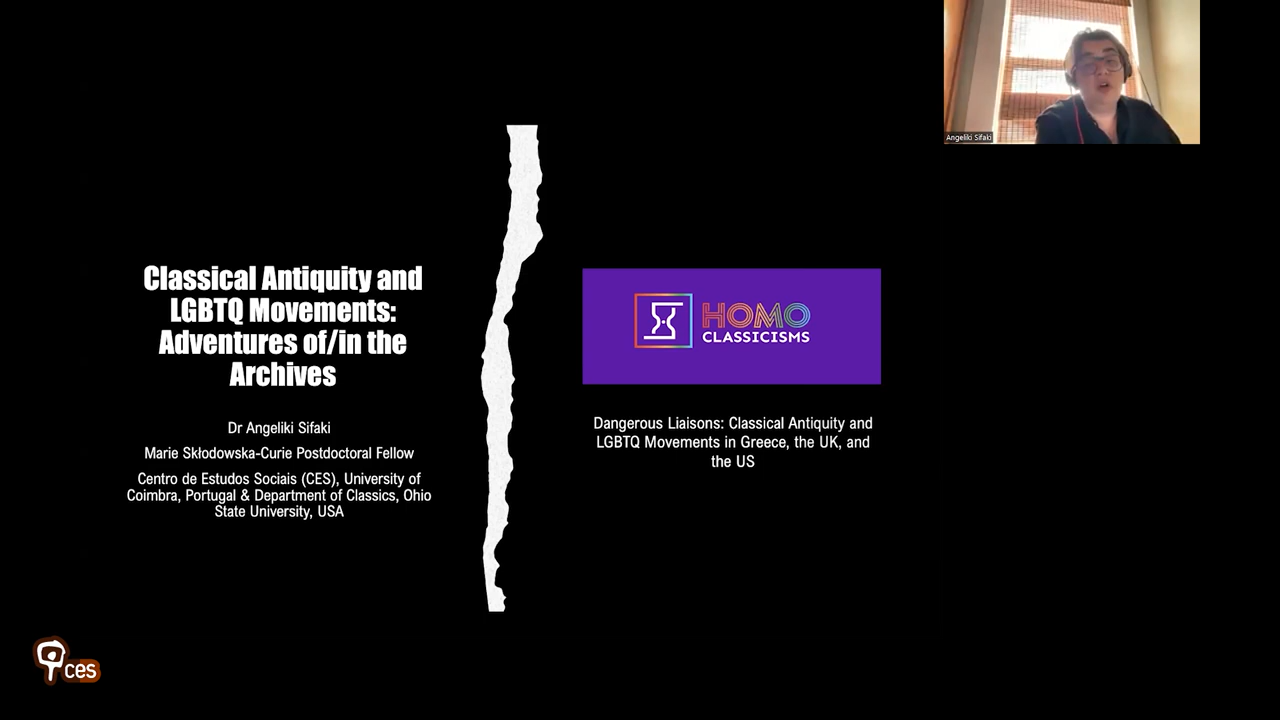 Angeliki Sifaki
Classical Antiquity and
LGBTQ Movements:
Adventures of/in the
Archives
Dr Angeliki Sifaki
Marie Skłodowska-Curie Postdoctoral Fellow
Centro de Estudos Sociais (CES), University of
Coimbra, Portugal & Department of Classics, Ohio
State University, USA
HOMO
CLASSICISMS
Dangerous Liaisons: Classical Antiquity and
LGBTQ Movements in Greece, the UK, and
the US
ces